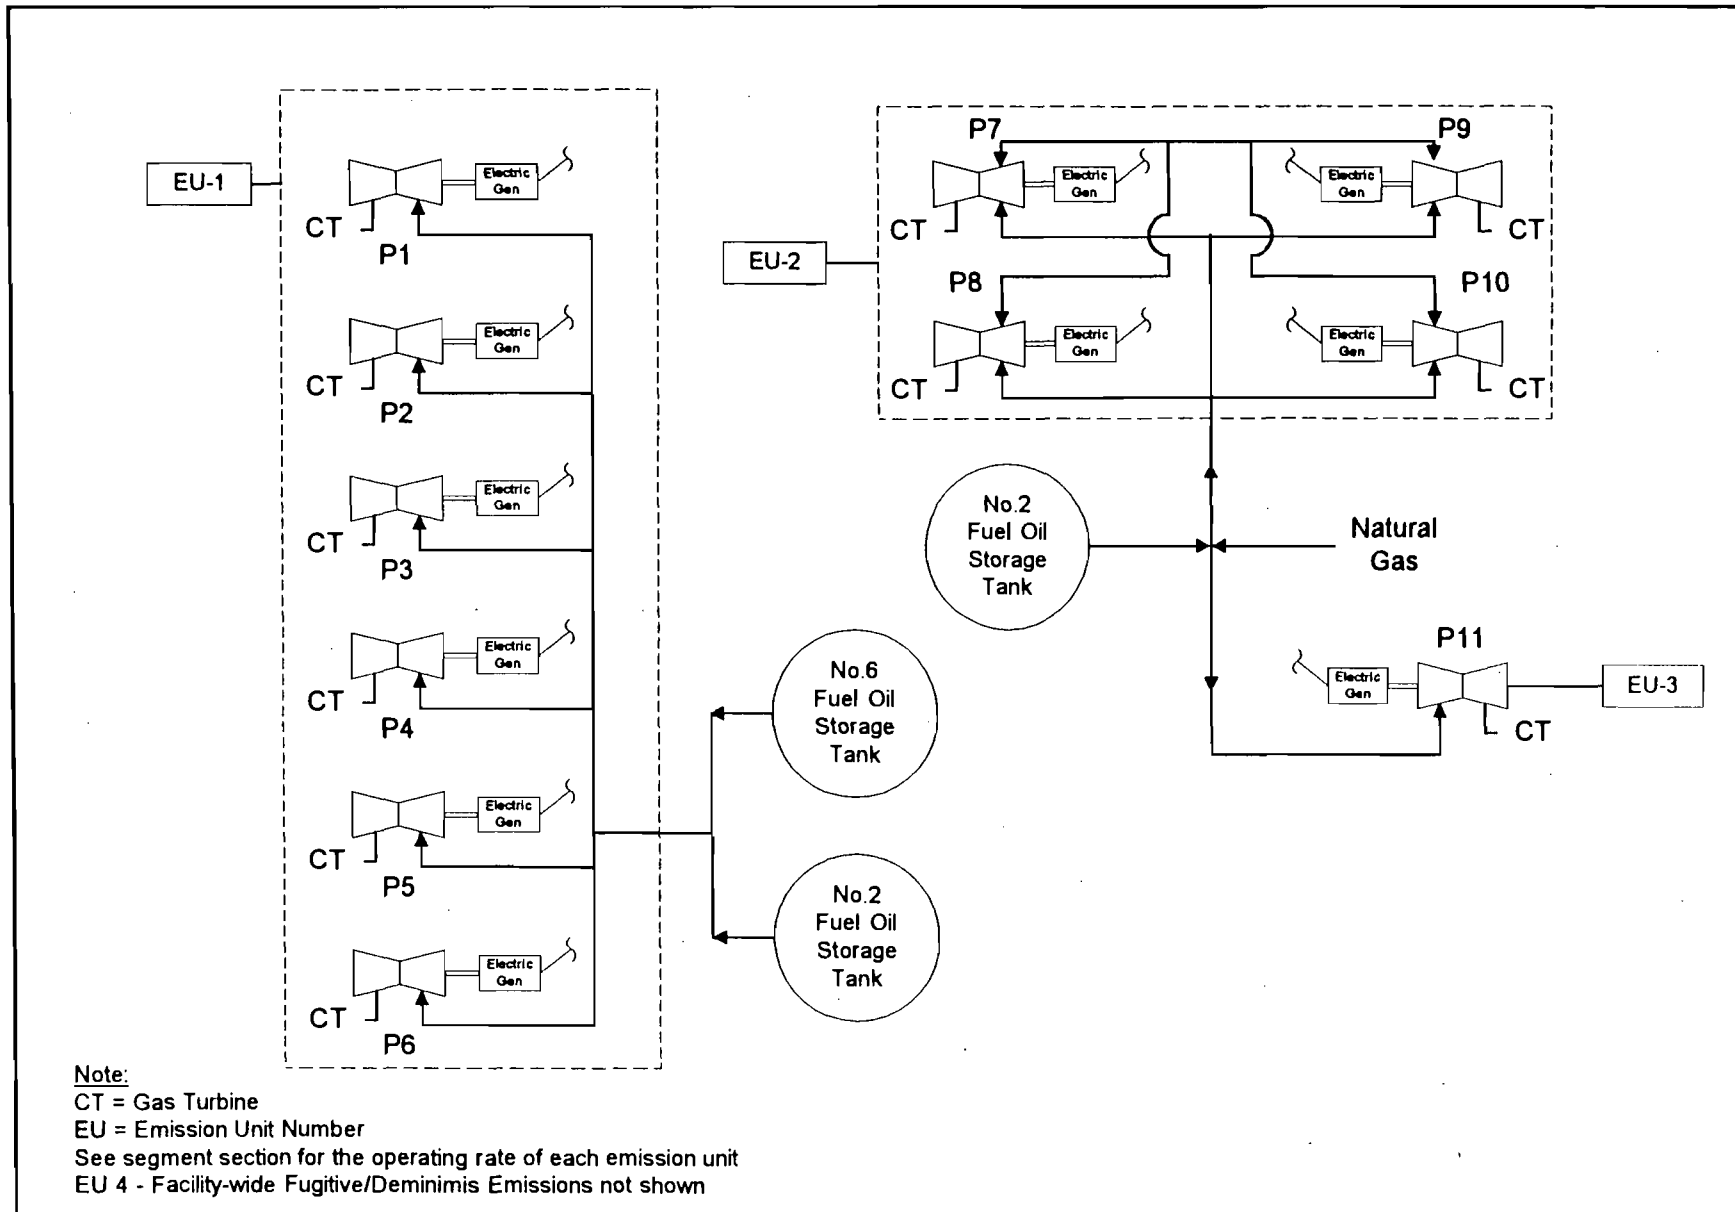 EU-1
Electric
Gen
CT
P1
Electric
Gen
CT
P2
Electric
Gen
CT
P3
Electric
Gen
CT
P4
Electric
Gen
CT
P5
Electric
Gen
CT
P6
No.6
Fuel Oil
Storage
Tank
No.2
Fuel Oil
Storage
Tank
EU-2
P7
Electric
Gen
CT
P9
Electric
Gen
CT
P8
Electric
Gen
CT
P10
Electric
Gen
CT
No.2
Fuel Oil
Storage
Tank
Natural
Gas
P11
Electric
Gen
CT
EU-3
Note:
CT = Gas Turbine
EU = Emission Unit Number
See segment section for the operating rate of each emission unit
EU 4 - Facility-wide Fugitive/Deminimis Emissions not shown